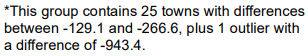 *This group contains 25 towns with differences
between -129.1 and -266.6, plus 1 outlier with
a difference of -943.4.